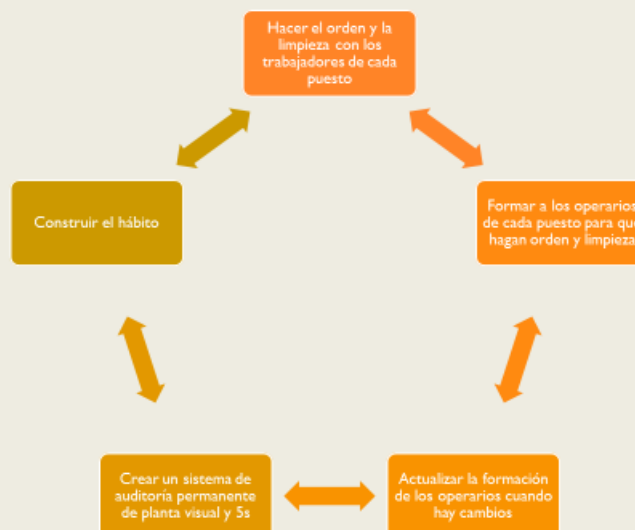 Hacer el orden y la
limpieza con los
trabajadores de cada
puesto
Formar a los operarios
de cada puesto para que
hagan orden y limpieza
Actualizar la formación
de los operarios cuando
hay cambios
Crear un sistema de
auditoría permanente
de planta visual y 5s
Construir el hábito